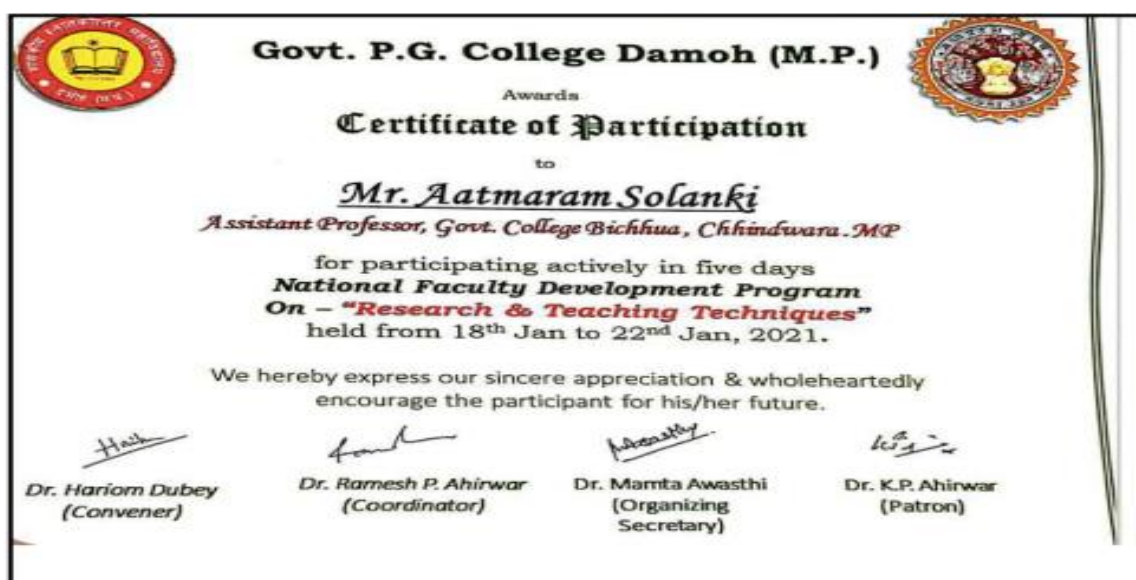 Govt. P.G. College Damoh (M.P.)
Awards
Certificate of Participation
to
Mr. Aatmaram Solanki
Assistant Professor, Govt. College Bichhua, Chhindwara. MP
for participating actively in five days
National Faculty Development Program
On – "Research & Teaching Techniques"
held from 18th Jan to 22nd Jan, 2021.
We hereby express our sincere appreciation & wholeheartedly
encourage the participant for his/her future.
Dr. Hariom Dubey
(Convener)
Dr. Ramesh P. Ahirwar
(Coordinator)
Dr. Mamta Awasthi
(Organizing
Secretary)
Dr. K.P. Ahirwar
(Patron)